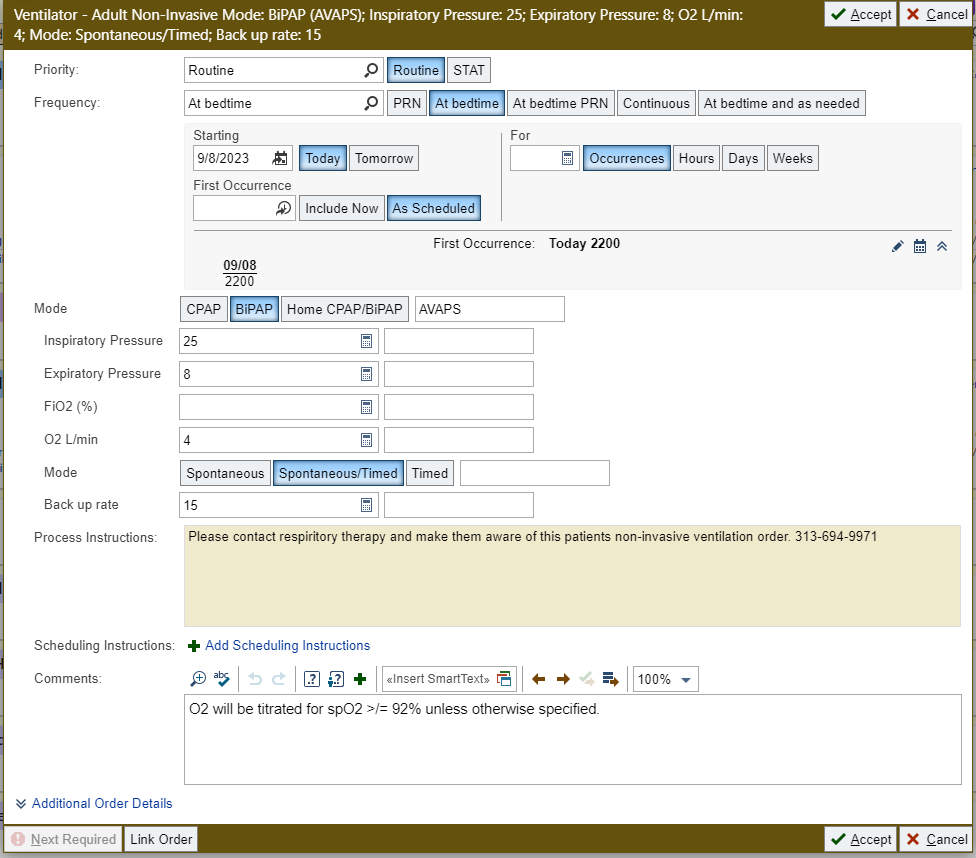 Ventilator - Adult Non-Invasive Mode: BiPAP (AVAPS); Inspiratory Pressure: 25; Expiratory Pressure: 8; O2 L/min:
4; Mode: Spontaneous/Timed; Back up rate: 15
Accept Cancel
Priority: Routine Routine STAT
Frequency: At bedtime PRN At bedtime At bedtime PRN Continuous At bedtime and as needed
Starting For
9/8/2023 Today Tomorrow Occurrences Hours Days Weeks
First Occurrence
Include Now As Scheduled
First Occurrence: Today 2200
09/08
2200
Mode CPAP BiPAP Home CPAP/BiPAP AVAPS
Inspiratory Pressure 25
Expiratory Pressure 8
FiO2 (%)
O2 L/min 4
Mode Spontaneous Spontaneous/Timed Timed
Back up rate 15
Process Instructions: Please contact respiritory therapy and make them aware of this patients non-invasive ventilation order. 313-694-9971
Scheduling Instructions: Add Scheduling Instructions
Comments: abc ? ? «Insert SmartText» 100%
O2 will be titrated for spO2 >/= 92% unless otherwise specified.
Additional Order Details
Next Required Link Order Accept Cancel